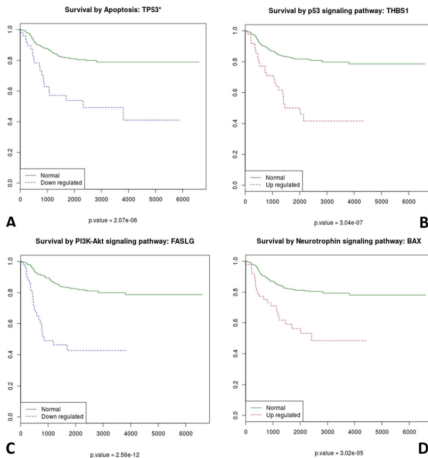 Survival by Apoptosis: TP53*
1.0
0.8
0.6
0.4
0.2
0.0
Normal
Down regulated
0 1000 2000 3000 4000 5000 6000
A
p.value = 2.07e-06
Survival by p53 signaling pathway: THBS1
1.0
0.8
0.6
0.4
0.2
0.0
Normal
Up regulated
0 1000 2000 3000 4000 5000 6000
p.value = 3.04e-07
B
Survival by PI3K-Akt signaling pathway: FASLG
1.0
0.8
0.6
0.4
0.2
0.0
Normal
Down regulated
0 1000 2000 3000 4000 5000 6000
C
p.value = 2.56e-12
Survival by Neurotrophin signaling pathway: BAX
1.0
0.8
0.6
0.4
0.2
0.0
Normal
Up regulated
0 1000 2000 3000 4000 5000 6000
p.value = 3.02e-05
D